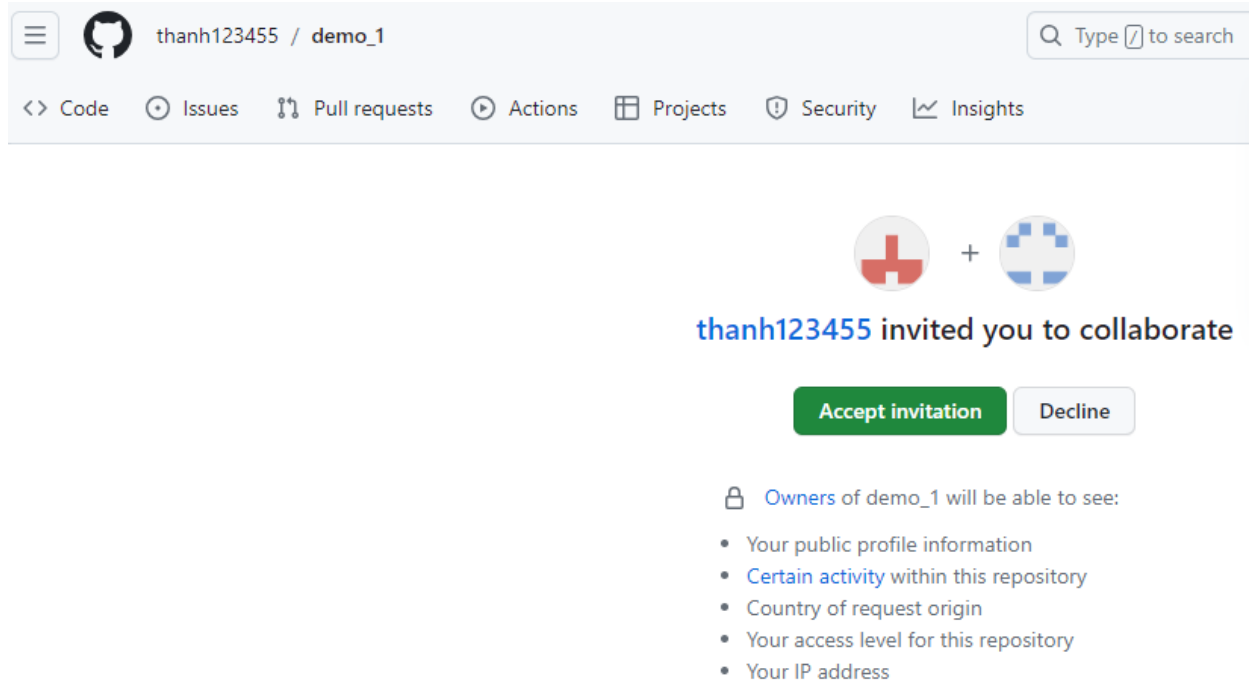 thanh123455 / demo_1
Type / to search
Code Issues Pull requests Actions Projects Security Insights
thanh123455 invited you to collaborate
Accept invitation Decline
Owners of demo_1 will be able to see:
• Your public profile information
• Certain activity within this repository
• Country of request origin
• Your access level for this repository
• Your IP address